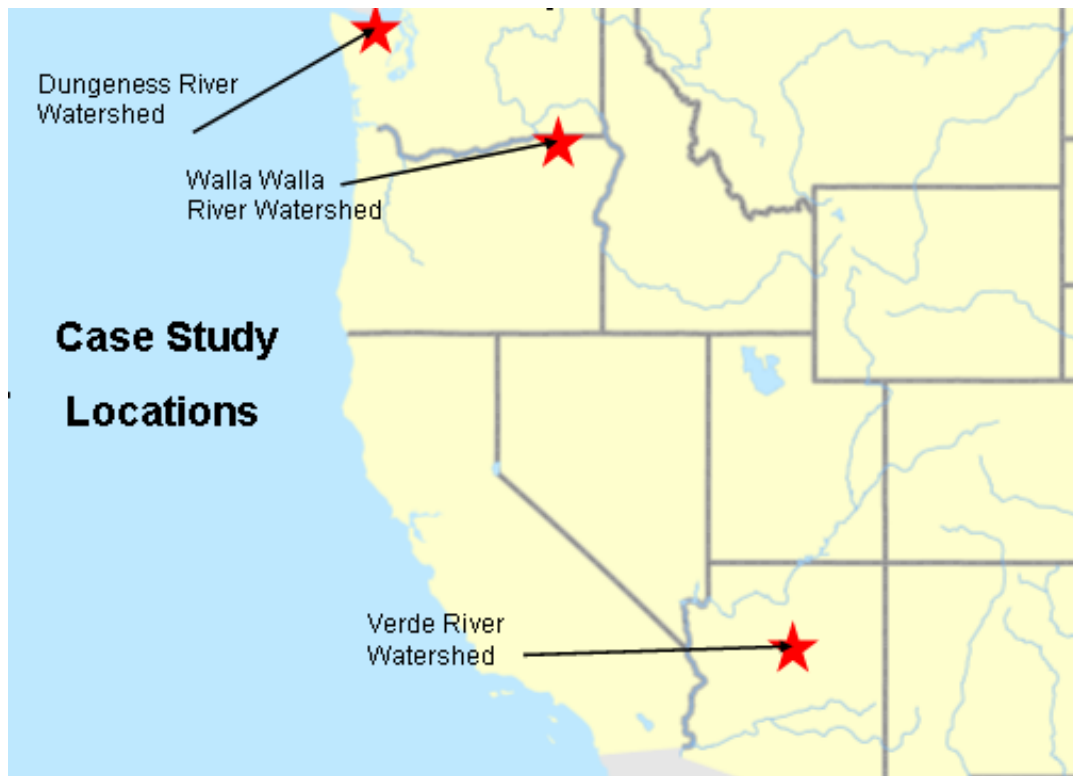 Dungeness River
Watershed
Walla Walla
River Watershed
Case Study
Locations
Verde River
Watershed